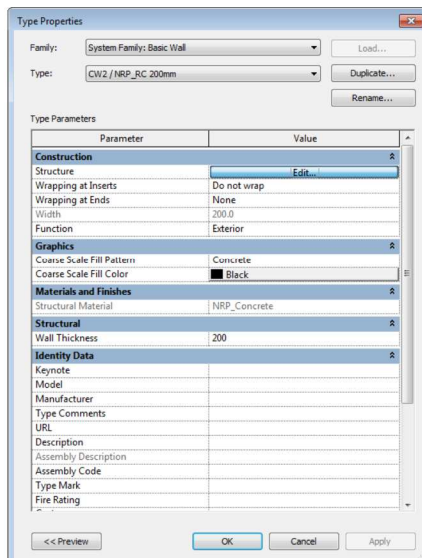 Type Properties
Family: System Family: Basic Wall Load...
Type: CW2 / NRP_RC 200mm Duplicate...
Rename...
Type Parameters
Parameter Value
Construction
Structure Edit...
Wrapping at Inserts Do not wrap
Wrapping at Ends None
Width 200.0
Function Exterior
Graphics
Coarse Scale Fill Pattern Concrete
Coarse Scale Fill Color Black
Materials and Finishes
Structural Material NRP_Concrete
Structural
Wall Thickness 200
Identity Data
Keynote
Model
Manufacturer
Type Comments
URL
Description
Assembly Description
Assembly Code
Type Mark
Fire Rating
<< Preview OK Cancel Apply